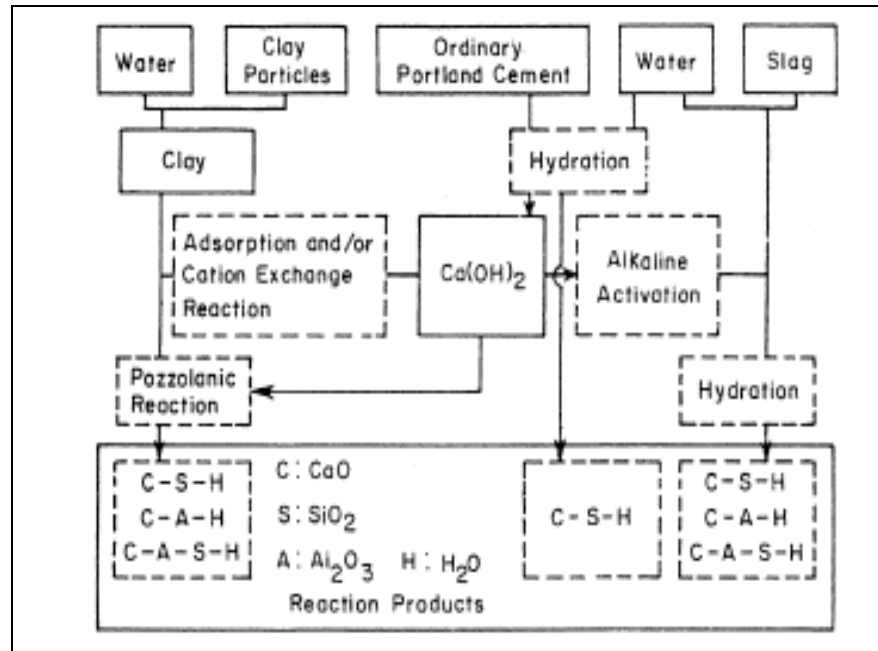 Water
Clay
Particles
Ordinary
Portland Cement
Water
Slag
Clay
Hydration
Adsorption and/or
Cation Exchange
Reaction
Ca(OH)2
Alkaline
Activation
Pozzolanic
Reaction
Hydration
C-S-H
C-A-H
C-A-S-H
C : CaO
S : SiO2
A : Al2O3 H : H2O
Reaction Products
C-S-H
C-S-H
C-A-H
C-A-S-H